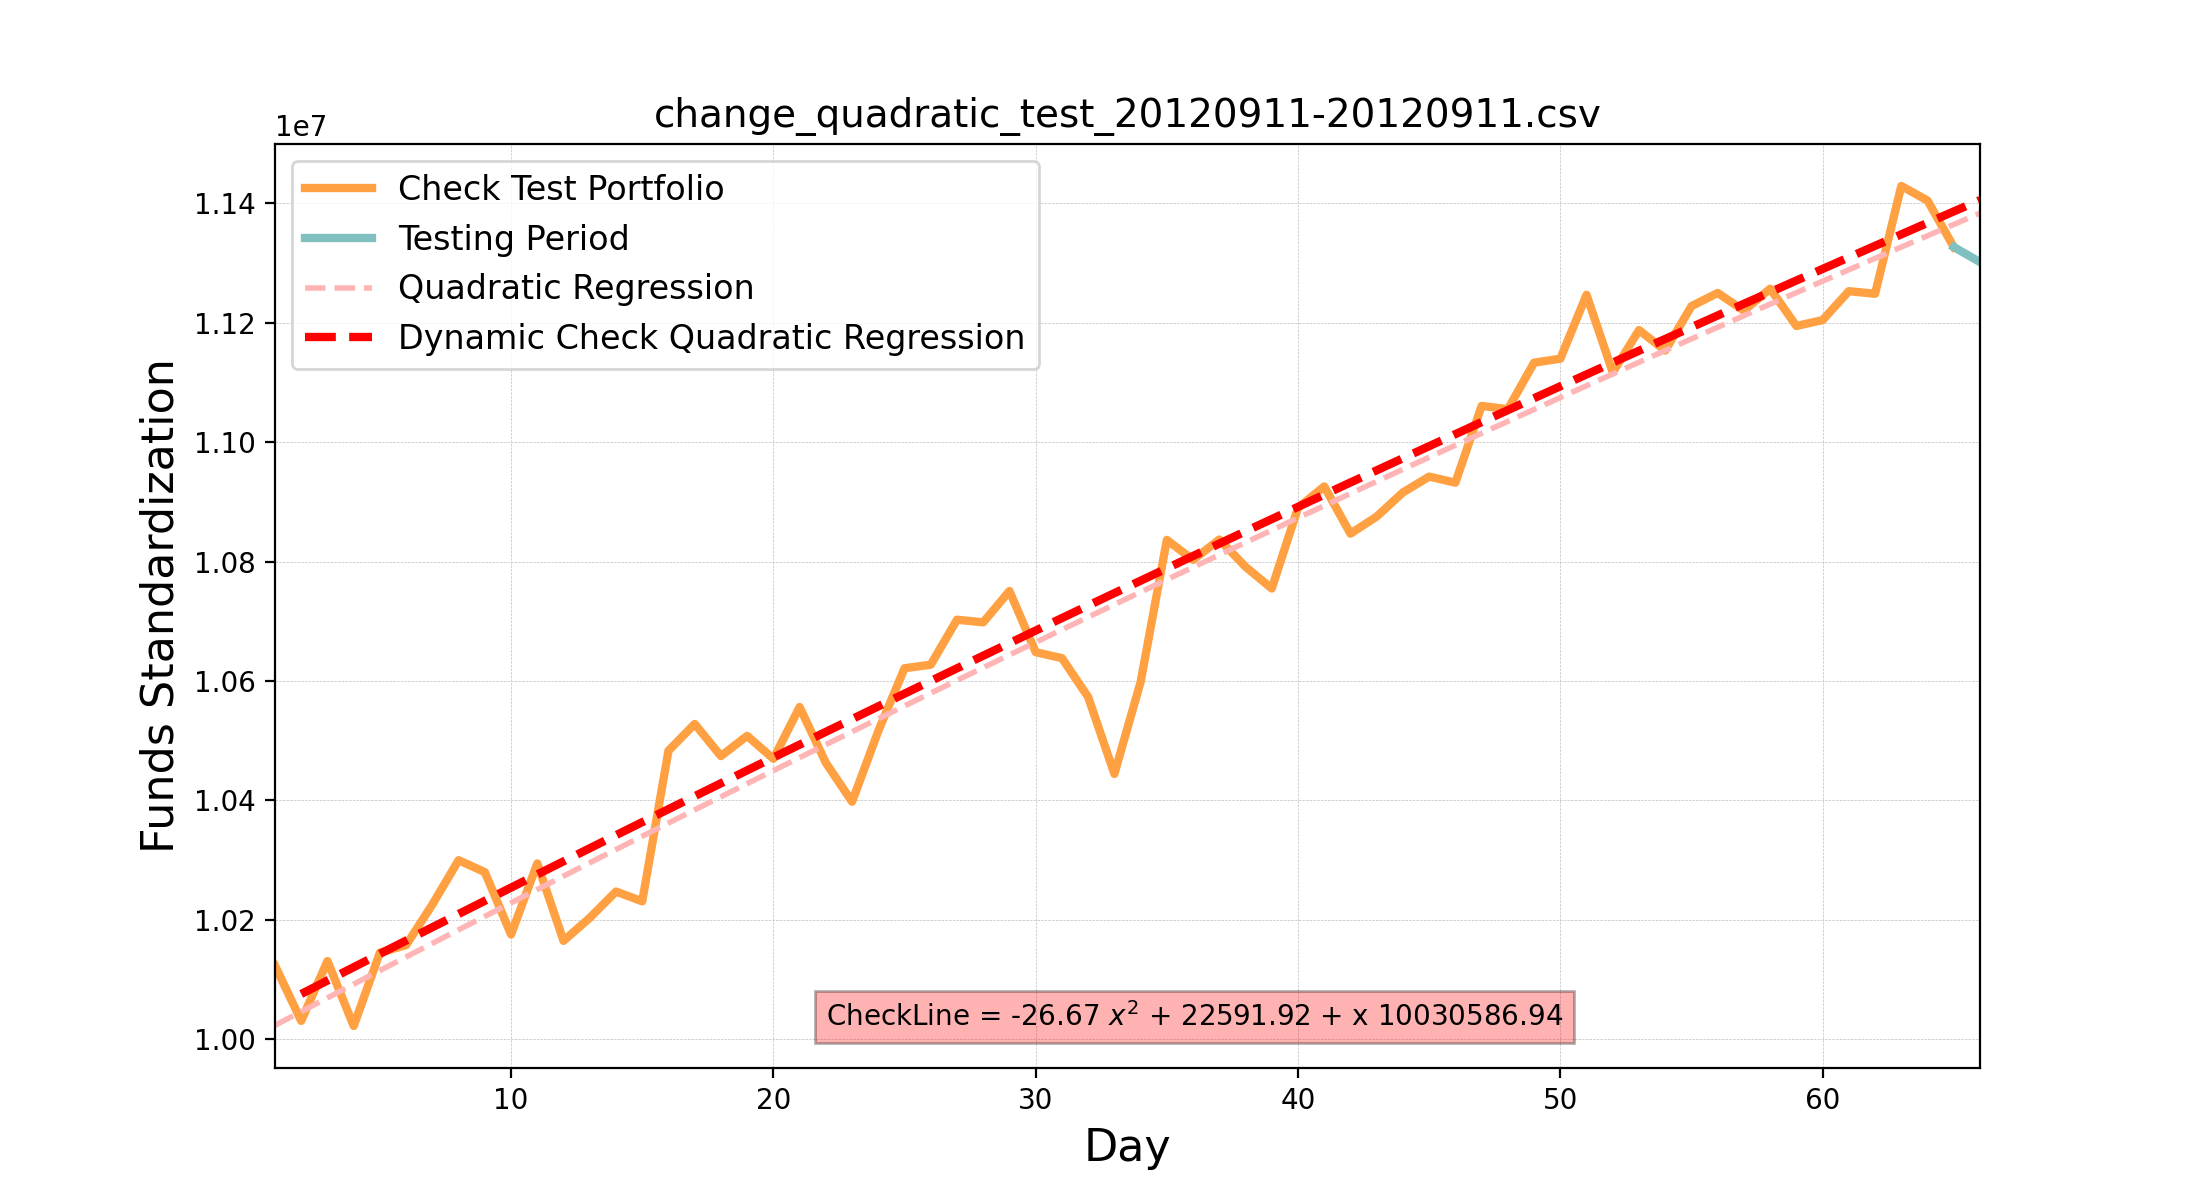 change_quadratic_test_20120911-20120911.csv
1e7
Check Test Portfolio
Testing Period
Quadratic Regression
Dynamic Check Quadratic Regression
Funds Standardization
1.14
1.12
1.10
1.08
1.06
1.04
1.02
1.00
CheckLine = -26.67 x² + 22591.92 + x 10030586.94
10 20 30 40 50 60
Day